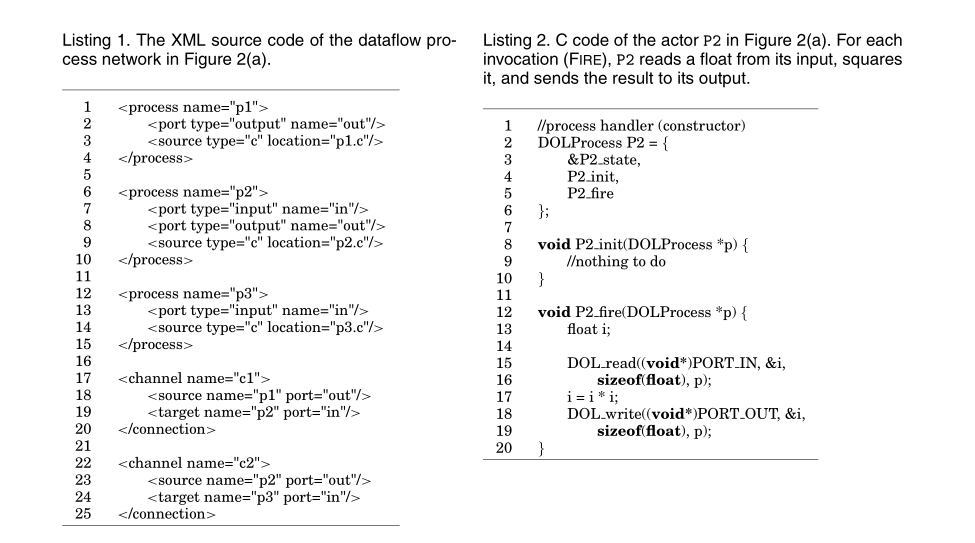 Listing 1. The XML source code of the dataflow pro-
cess network in Figure 2(a).
1 <process name="p1">
2 <port type="output" name="out"/>
3 <source type="c" location="p1.c"/>
4 </process>
5
6 <process name="p2">
7 <port type="input" name="in"/>
8 <port type="output" name="out"/>
9 <source type="c" location="p2.c"/>
10 </process>
11
12 <process name="p3">
13 <port type="input" name="in"/>
14 <source type="c" location="p3.c"/>
15 </process>
16
17 <channel name="c1">
18 <source name="p1" port="out"/>
19 <target name="p2" port="in"/>
20 </connection>
21
22 <channel name="c2">
23 <source name="p2" port="out"/>
24 <target name="p3" port="in"/>
25 </connection>
Listing 2. C code of the actor P2 in Figure 2(a). For each
invocation (FIRE), P2 reads a float from its input, squares
it, and sends the result to its output.
1 //process handler (constructor)
2 DOLProcess P2 = {
3 &P2_state,
4 P2_init,
5 P2_fire
6 };
7
8 void P2_init(DOLProcess *p) {
9 //nothing to do
10 }
11
12 void P2_fire(DOLProcess *p) {
13 float i;
14
15 DOL_read((void*)PORT_IN, &i,
16 sizeof(float), p);
17 i = i * i;
18 DOL_write((void*)PORT_OUT, &i,
19 sizeof(float), p);
20 }